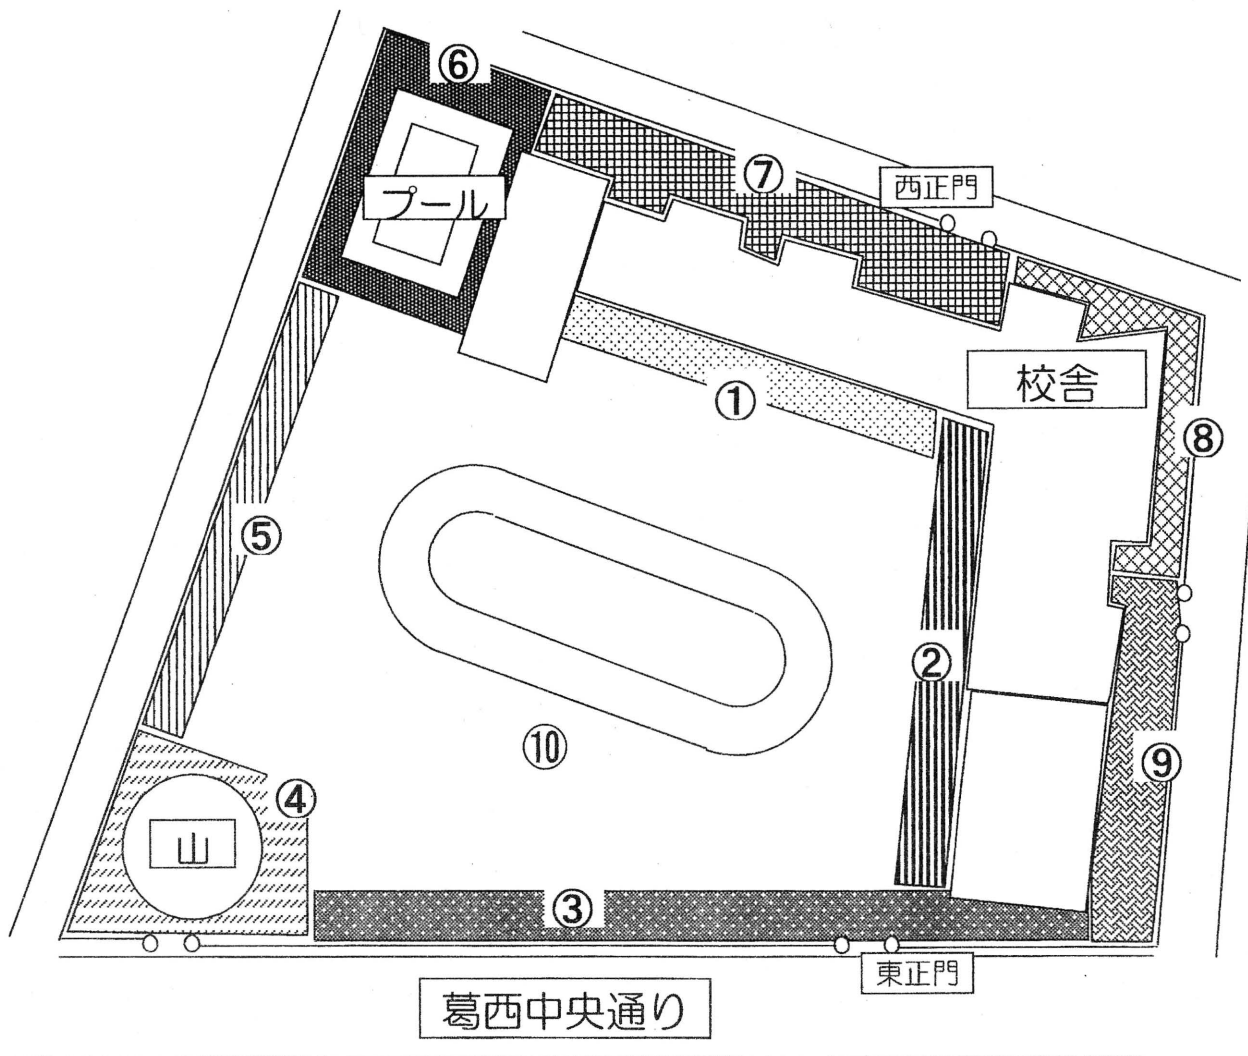 ⑥
⑦
西正門
プール
校舎
①
⑧
⑤
②
⑩
⑨
④
山
③
東正門
葛西中央通り